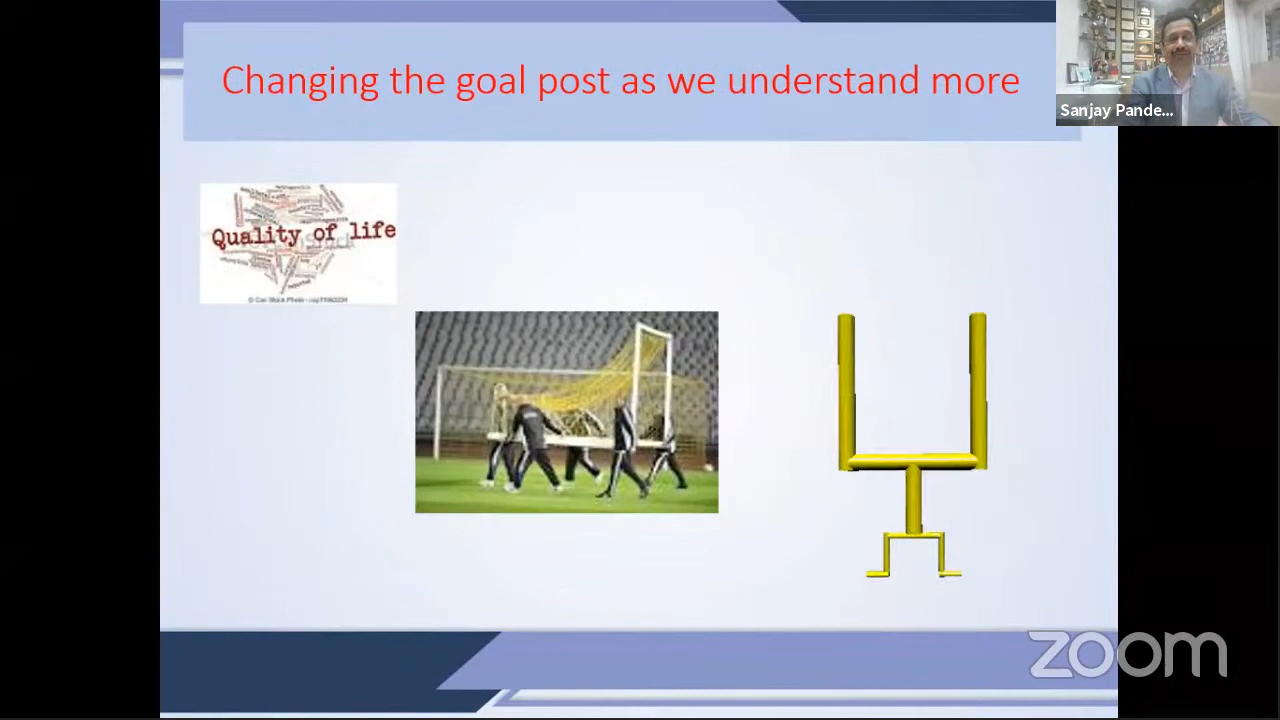 Changing the goal post as we understand more
Sanjay Pande...
Quality of life
zoom